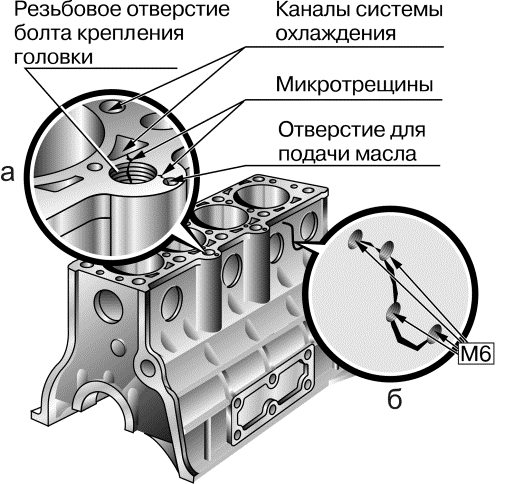 Резьбовое отверстие
болта крепления
головки
Каналы системы
охлаждения
Микротрещины
Отверстие для
подачи масла
а
М6
б